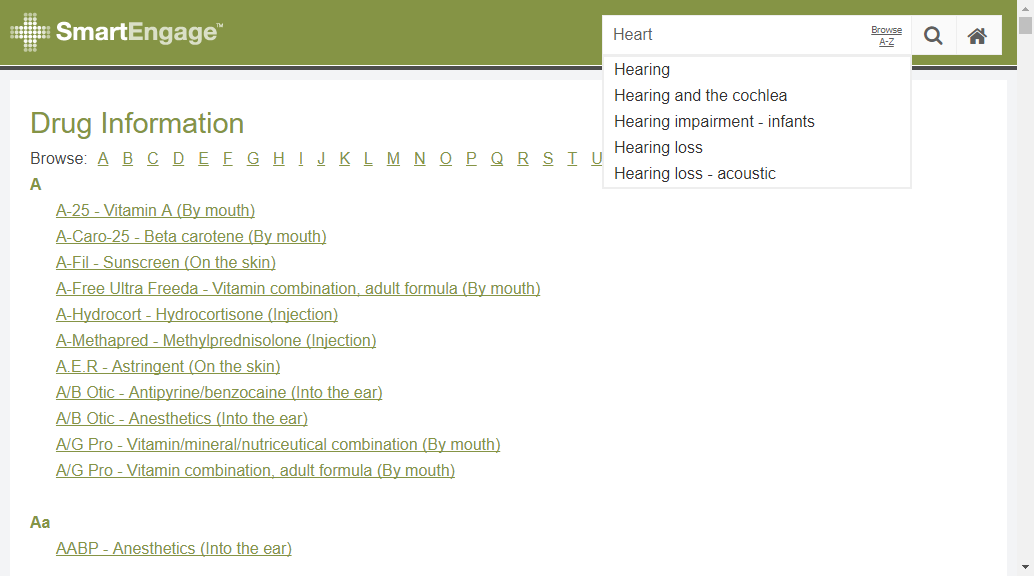 SmartEngage™
Heart
Browse
A-Z
Hearing
Hearing and the cochlea
Hearing impairment - infants
Hearing loss
Hearing loss - acoustic
Drug Information
Browse: A B C D E F G H I J K L M N O P Q R S T U
A
A-25 - Vitamin A (By mouth)
A-Caro-25 - Beta carotene (By mouth)
A-Fil - Sunscreen (On the skin)
A-Free Ultra Freeda - Vitamin combination, adult formula (By mouth)
A-Hydrocort - Hydrocortisone (Injection)
A-Methapred - Methylprednisolone (Injection)
A.E.R - Astringent (On the skin)
A/B Otic - Antipyrine/benzocaine (Into the ear)
A/B Otic - Anesthetics (Into the ear)
A/G Pro - Vitamin/mineral/nutriceutical combination (By mouth)
A/G Pro - Vitamin combination, adult formula (By mouth)
Aa
AABP - Anesthetics (Into the ear)